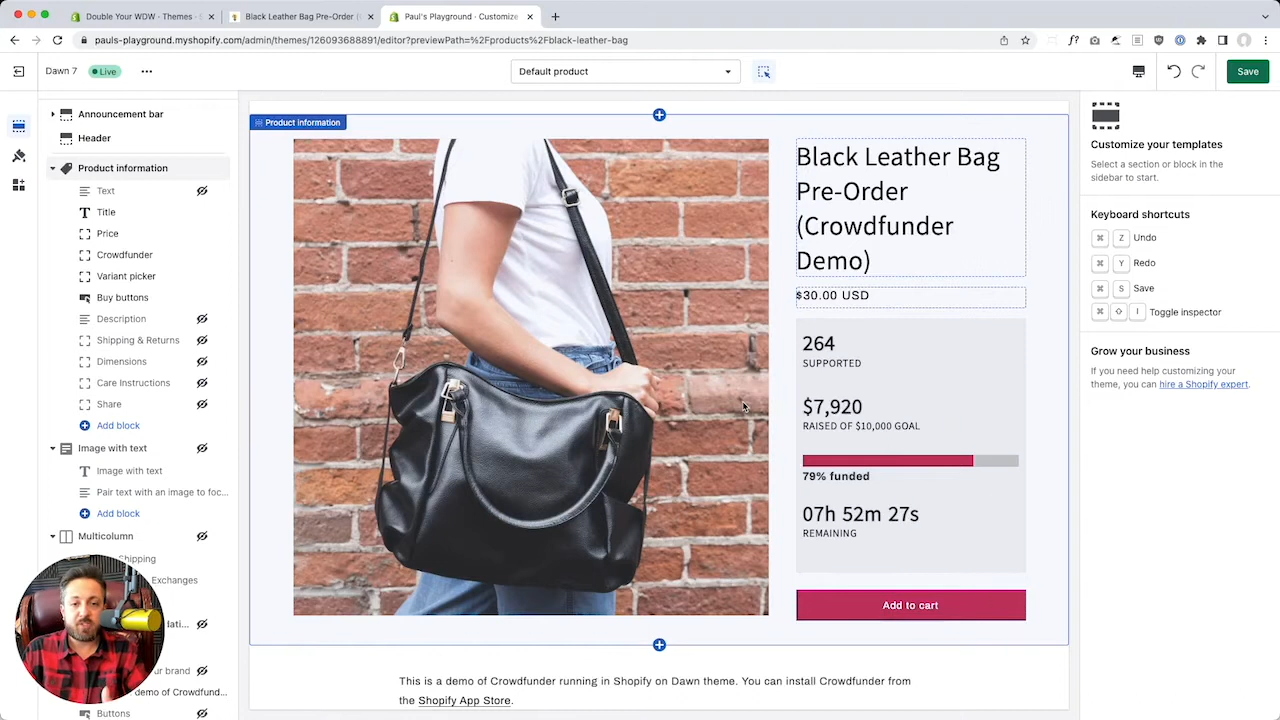 Double Your WDW - Themes - S
Black Leather Bag Pre-Order (
Paul's Playground - Customize
pauls-playground.myshopify.com/admin/themes/126093688891/editor?previewPath=%2Fproducts%2Fblack-leather-bag
Dawn 7
Live
Default product
Save
Announcement bar
Header
Product information
Text
Title
Price
Crowdfunder
Variant picker
Buy buttons
Description
Shipping & Returns
Dimensions
Care Instructions
Share
Add block
Image with text
Image with text
Pair text with an image to foc...
Add block
Multicolumn
Shipping
Exchanges
lati...
ur brand
demo of Crowdfund...
Buttons
Product information
Black Leather Bag
Pre-Order
(Crowdfunder
Demo)
$30.00 USD
264
SUPPORTED
$7,920
RAISED OF $10,000 GOAL
79% funded
07h 52m 27s
REMAINING
Add to cart
This is a demo of Crowdfunder running in Shopify on Dawn theme. You can install Crowdfunder from
the Shopify App Store.
Customize your templates
Select a section or block in the
sidebar to start.
Keyboard shortcuts
⌘ Z Undo
⌘ Y Redo
⌘ S Save
⌘ ⇧ I Toggle inspector
Grow your business
If you need help customizing your
theme, you can hire a Shopify expert.